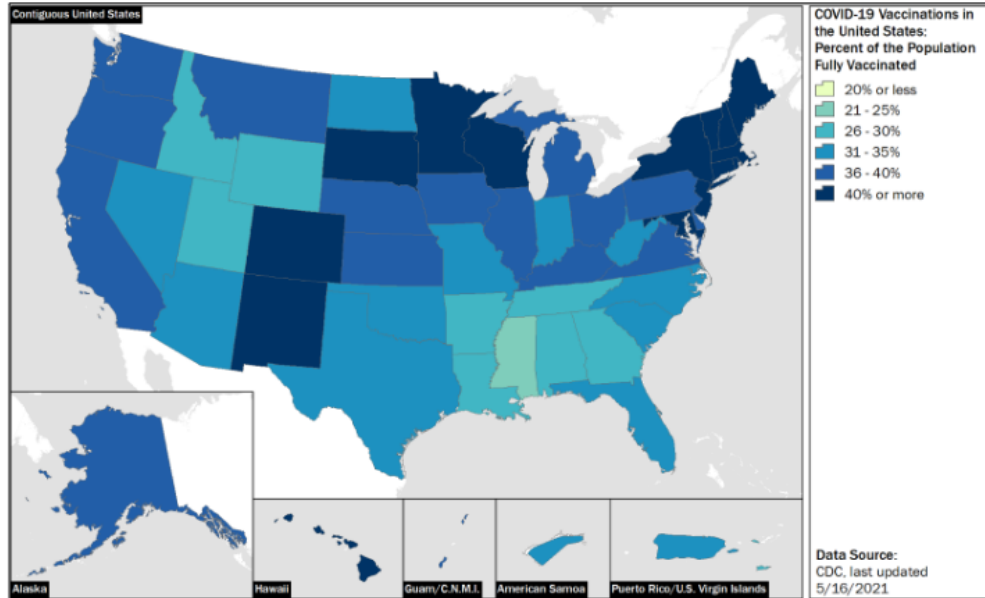 Contiguous United States
COVID-19 Vaccinations in
the United States:
Percent of the Population
Fully Vaccinated
20% or less
21 - 25%
26 - 30%
31 - 35%
36 - 40%
40% or more
Alaska
Hawaii
Guam/C.N.M.I.
American Samoa
Puerto Rico/U.S. Virgin Islands
Data Source:
CDC, last updated
5/16/2021